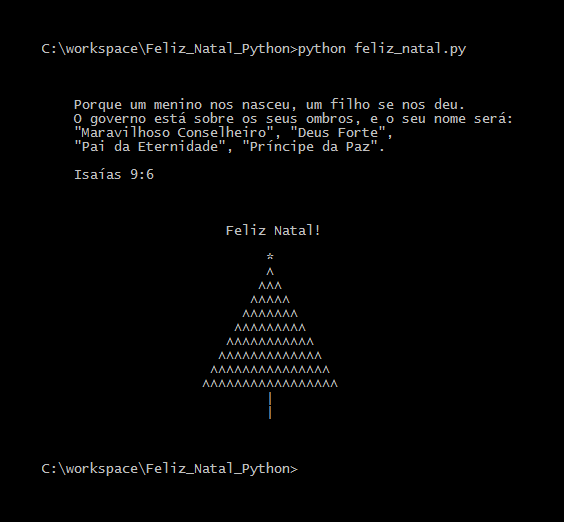 C:\workspace\Feliz_Natal_Python>python feliz_natal.py
Porque um menino nos nasceu, um filho se nos deu.
O governo está sobre os seus ombros, e o seu nome será:
"Maravilhoso Conselheiro", "Deus Forte",
"Pai da Eternidade", "Príncipe da Paz".
Isaías 9:6
Feliz Natal!
*
^
^^^
^^^^^
^^^^^^^
^^^^^^^^^
^^^^^^^^^^^
^^^^^^^^^^^^^
^^^^^^^^^^^^^^^
^^^^^^^^^^^^^^^^^
|
|
C:\workspace\Feliz_Natal_Python>